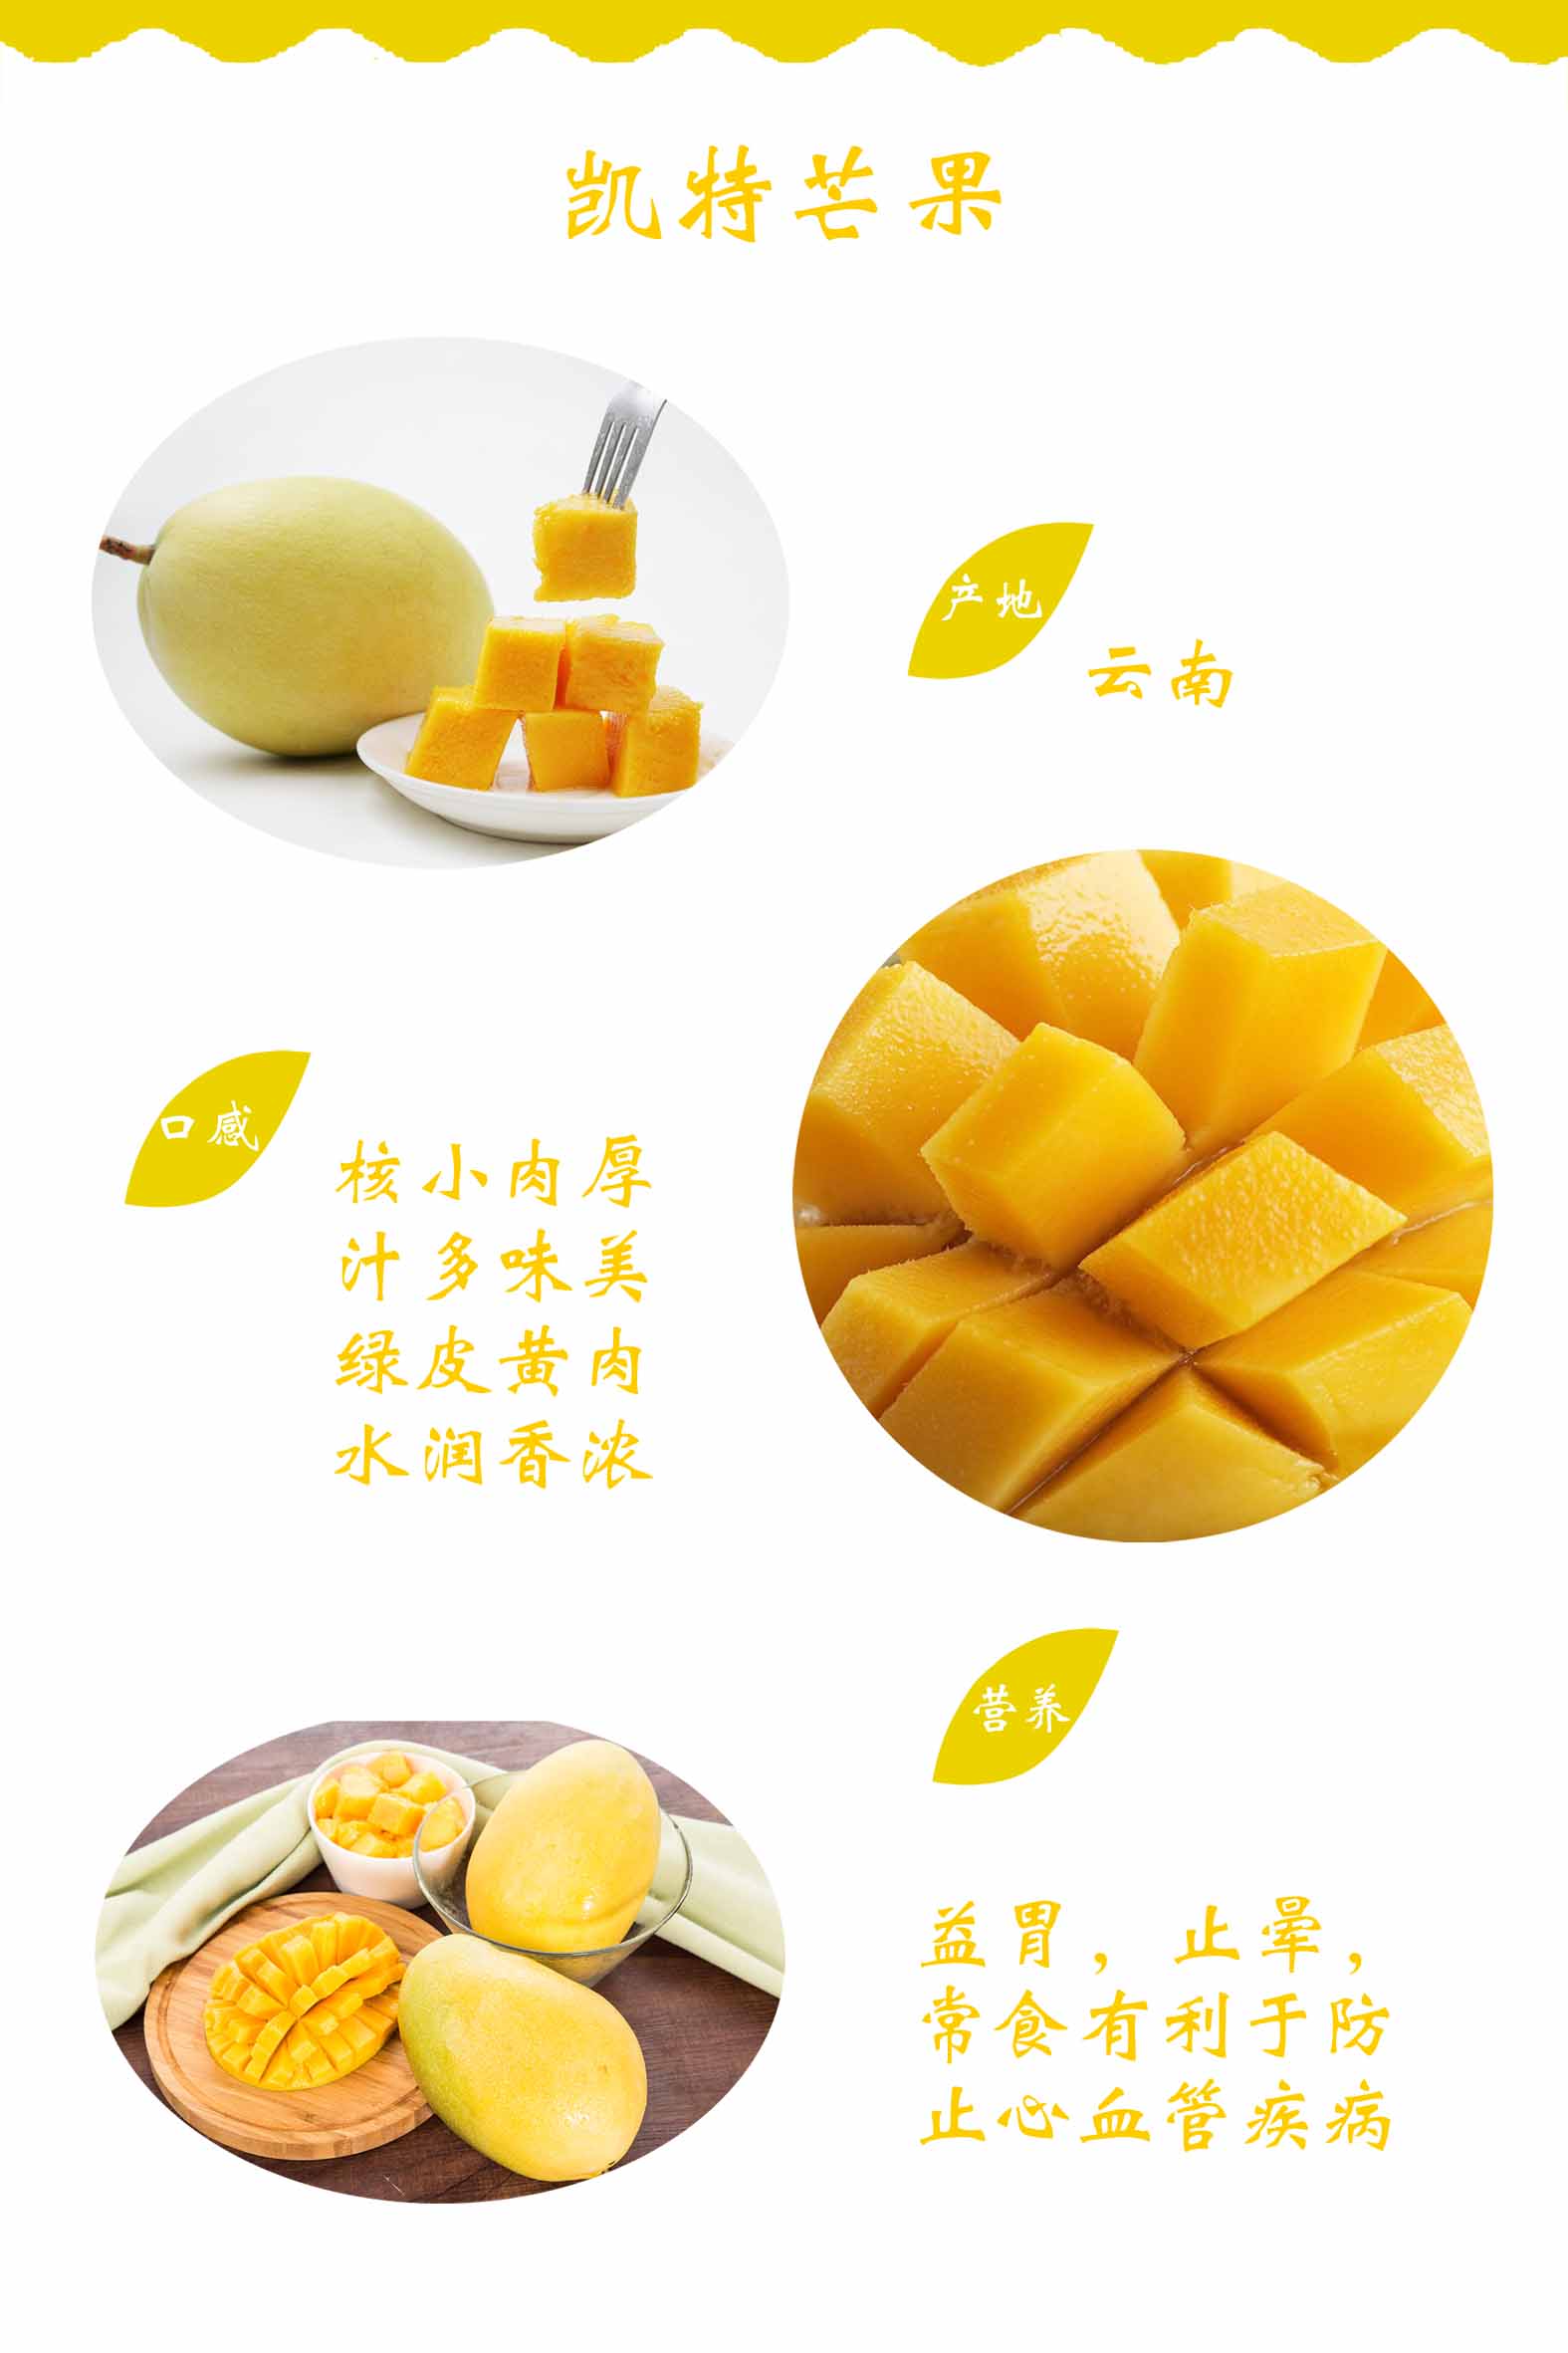 凯特芒果
产地
云南
口感
核小肉厚
汁多味美
绿皮黄肉
水润香浓
营养
益胃，止晕，
常食有利于防
止心血管疾病